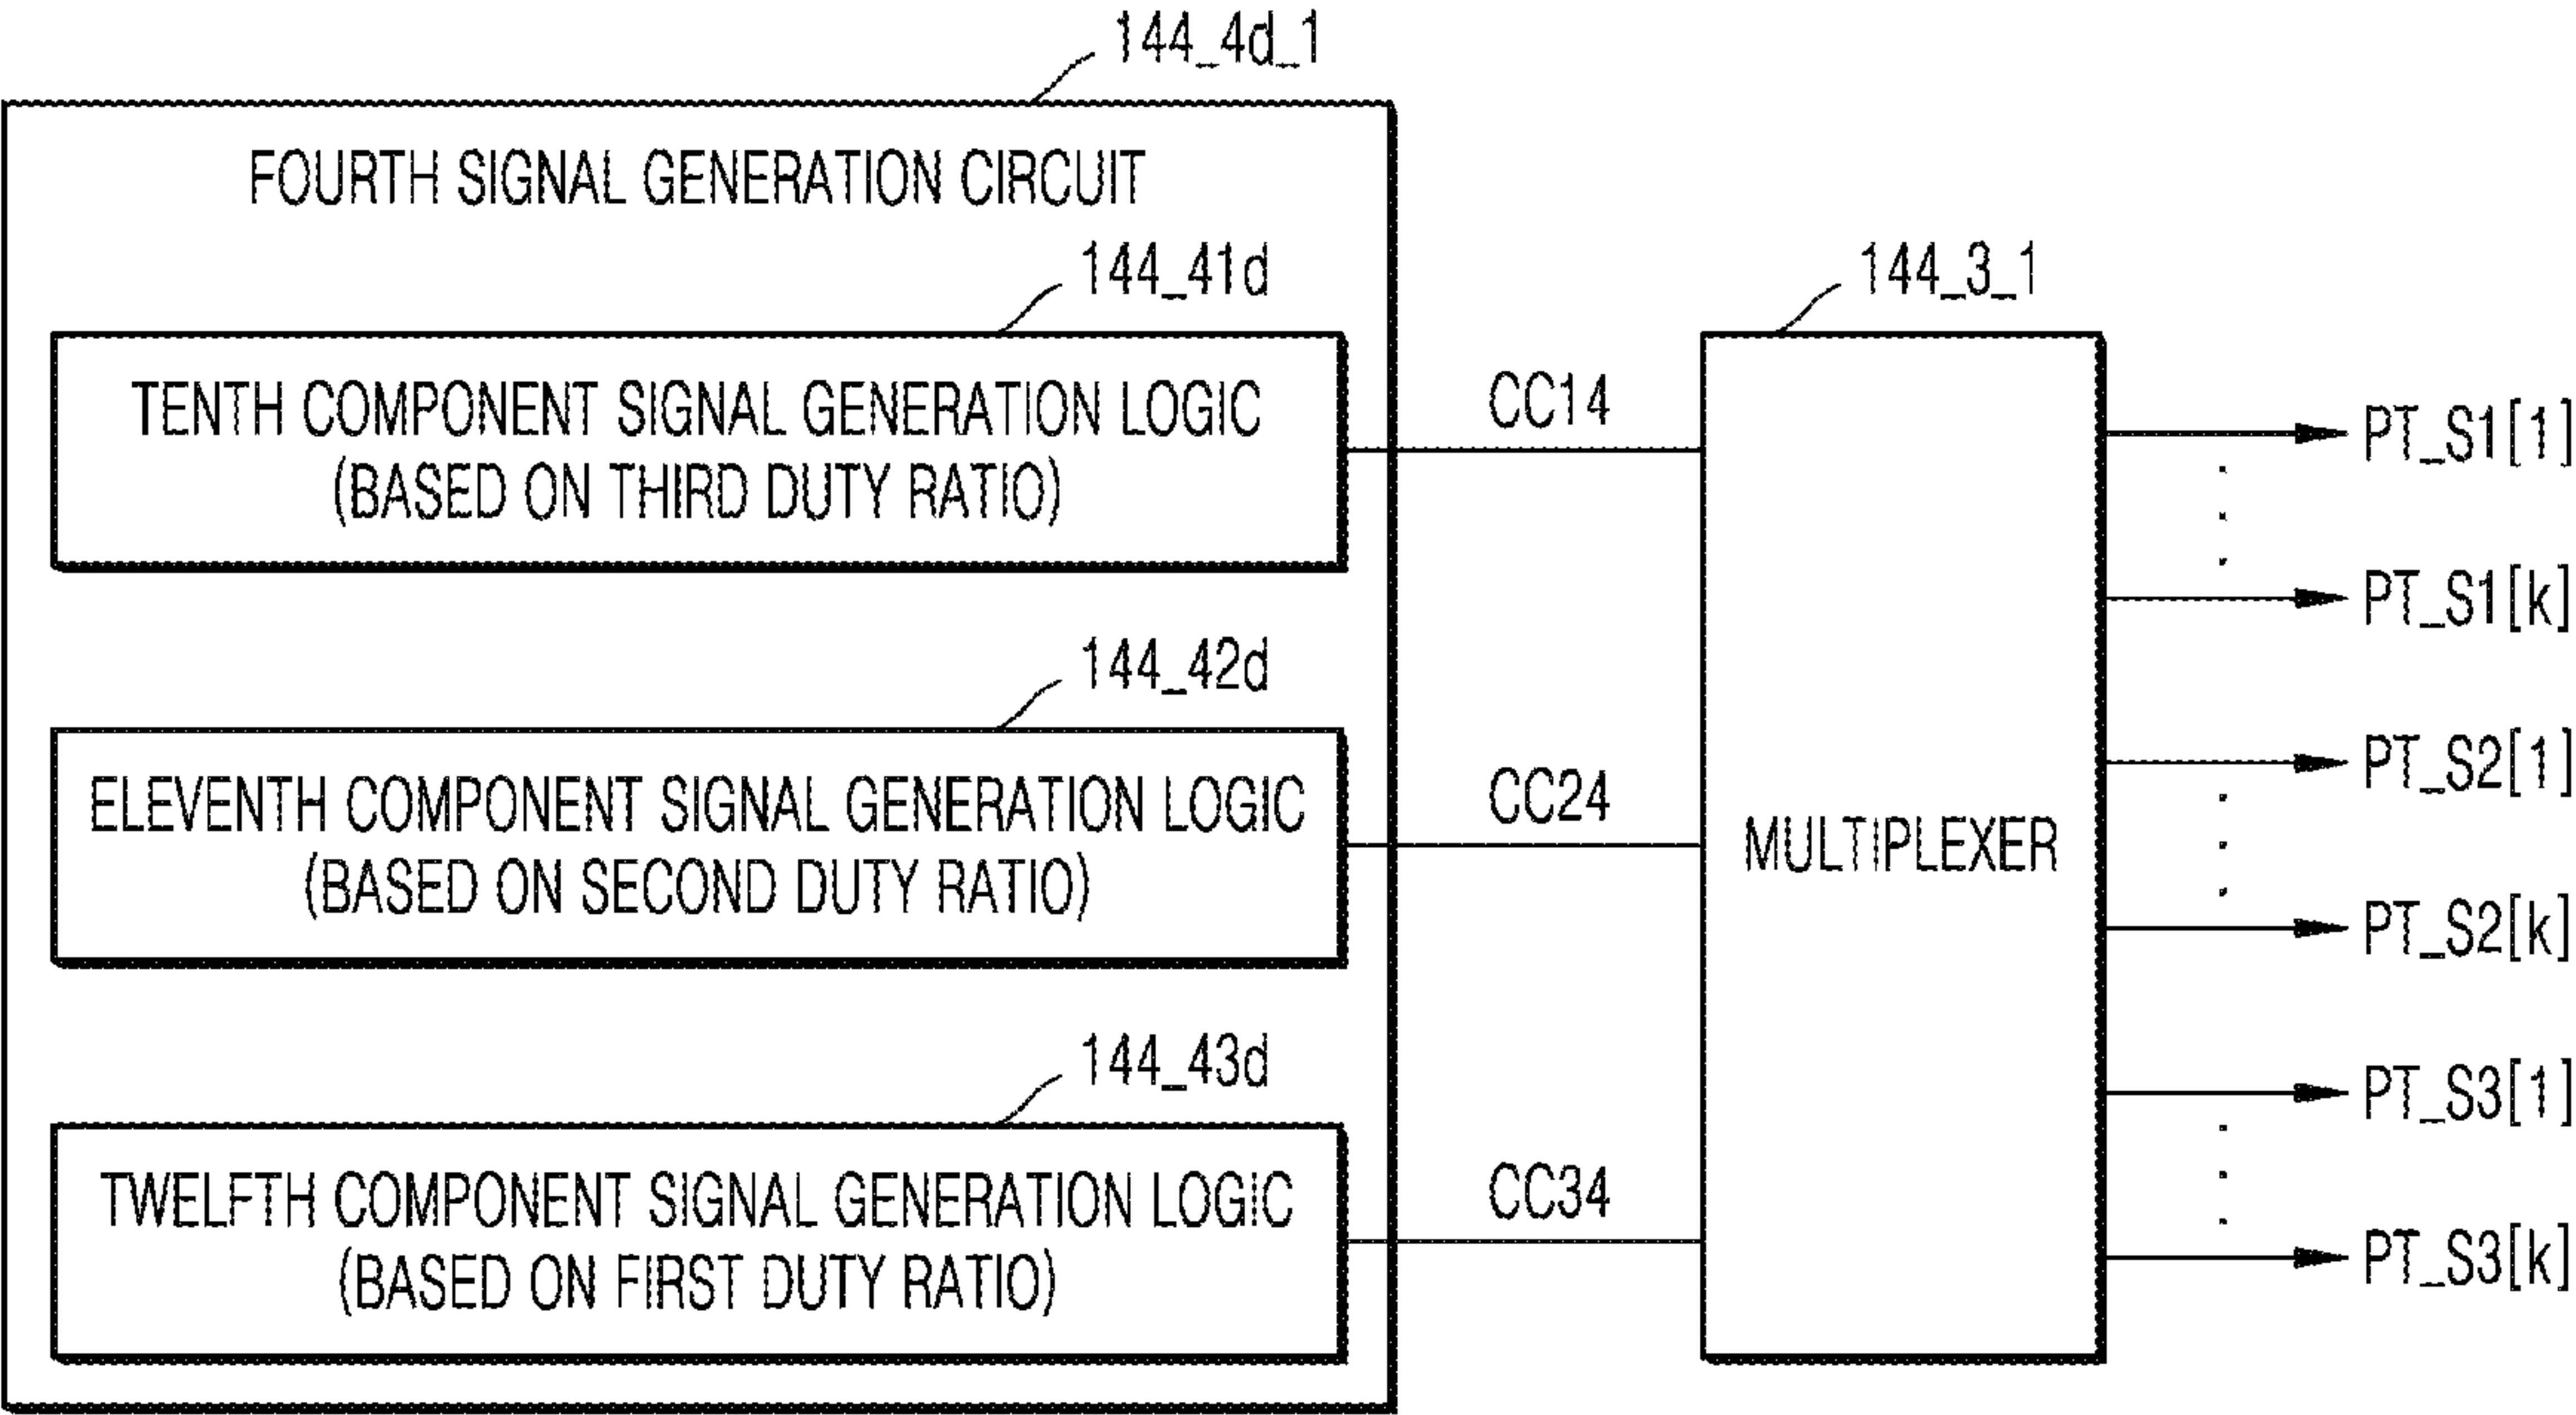 144_4d_1
FOURTH SIGNAL GENERATION CIRCUIT
144_41d
TENTH COMPONENT SIGNAL GENERATION LOGIC
(BASED ON THIRD DUTY RATIO)
144_42d
ELEVENTH COMPONENT SIGNAL GENERATION LOGIC
(BASED ON SECOND DUTY RATIO)
144_43d
TWELFTH COMPONENT SIGNAL GENERATION LOGIC
(BASED ON FIRST DUTY RATIO)
CC14
CC24
CC34
144_3_1
MULTIPLEXER
PT_S1[1]
PT_S1[k]
PT_S2[1]
PT_S2[k]
PT_S3[1]
PT_S3[k]